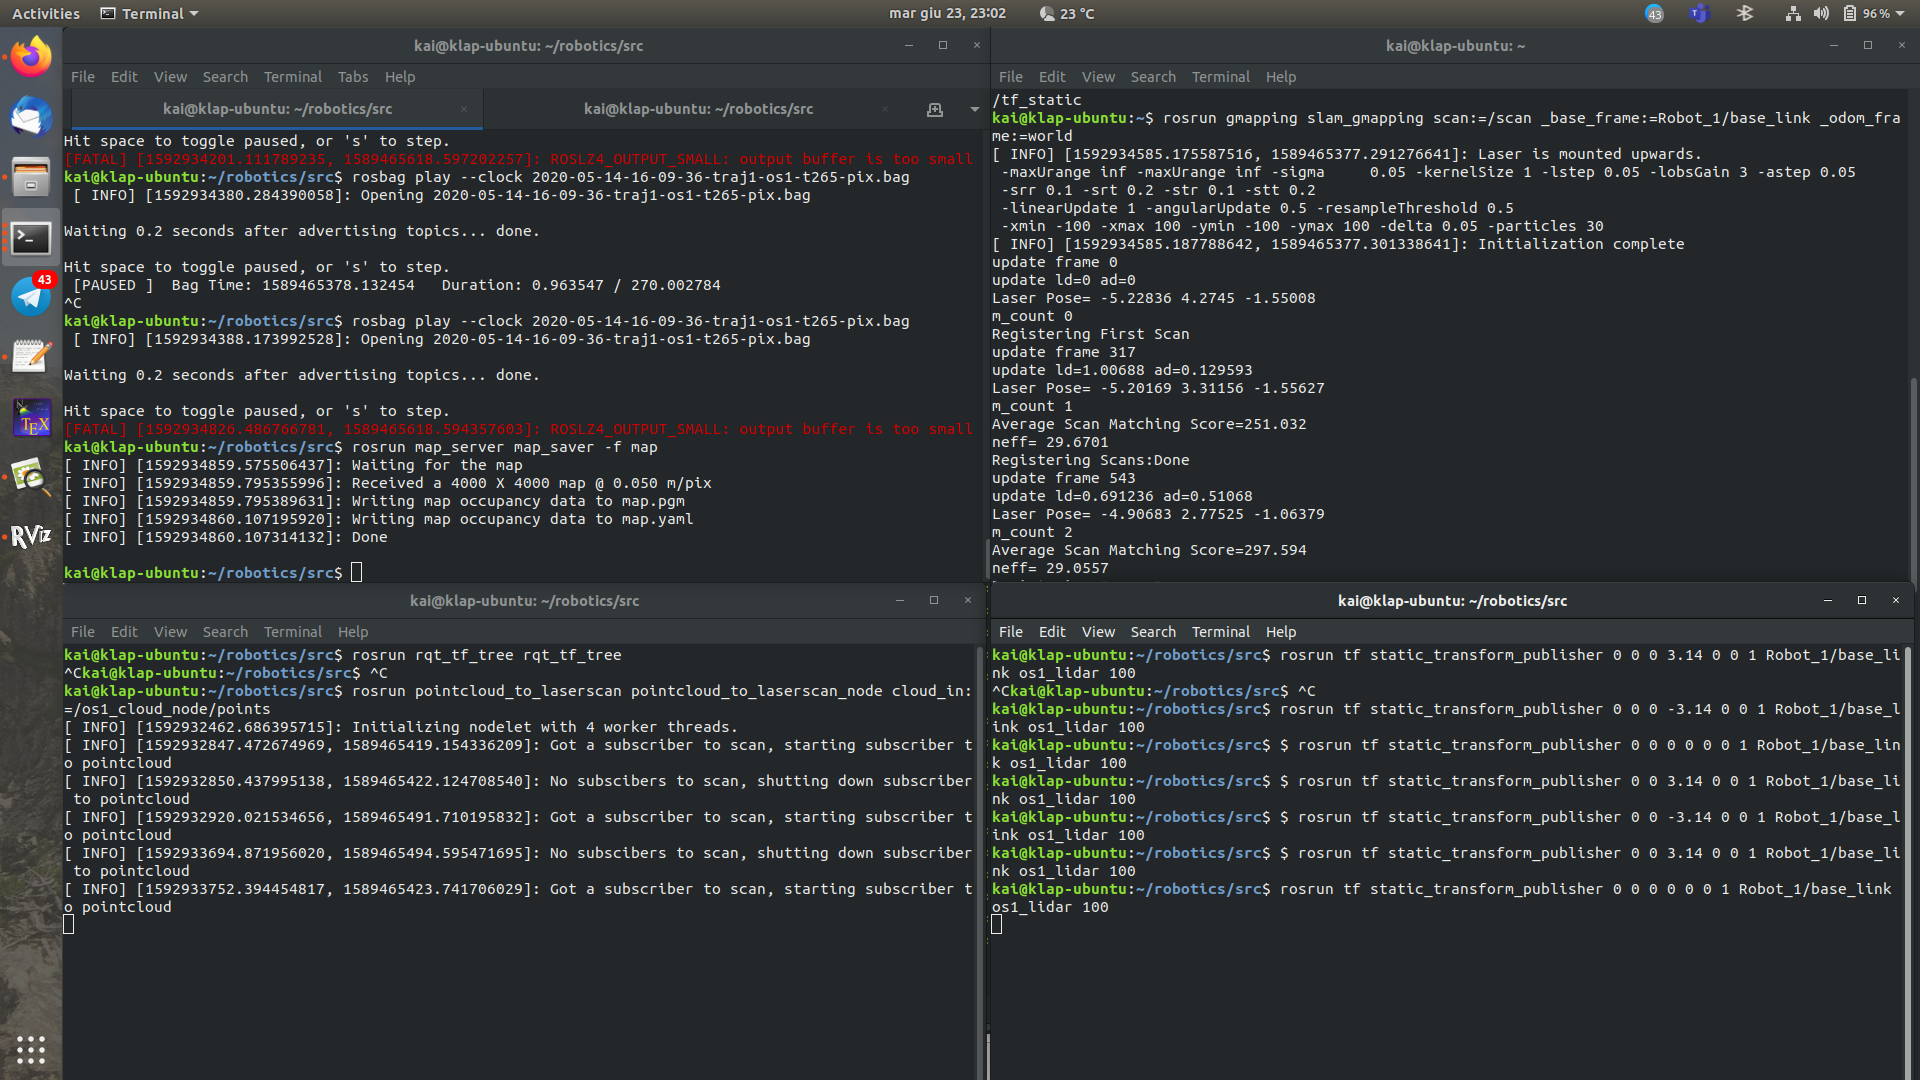 Activities Terminal mar giu 23, 23:02 23 °C 43 96 %
kai@klap-ubuntu: ~/robotics/src
File Edit View Search Terminal Tabs Help
kai@klap-ubuntu: ~/robotics/src kai@klap-ubuntu: ~/robotics/src
Hit space to toggle paused, or 's' to step.
[FATAL] [1592934201.111789235, 1589465618.597202257]: ROSLZ4_OUTPUT_SMALL: output buffer is too small
kai@klap-ubuntu:~/robotics/src$ rosbag play --clock 2020-05-14-16-09-36-traj1-os1-t265-pix.bag
[ INFO] [1592934380.284390058]: Opening 2020-05-14-16-09-36-traj1-os1-t265-pix.bag
Waiting 0.2 seconds after advertising topics... done.
Hit space to toggle paused, or 's' to step.
[PAUSED ]  Bag Time: 1589465378.132454   Duration: 0.963547 / 270.002784
^C
kai@klap-ubuntu:~/robotics/src$ rosbag play --clock 2020-05-14-16-09-36-traj1-os1-t265-pix.bag
[ INFO] [1592934388.173992528]: Opening 2020-05-14-16-09-36-traj1-os1-t265-pix.bag
Waiting 0.2 seconds after advertising topics... done.
Hit space to toggle paused, or 's' to step.
[FATAL] [1592934826.486766781, 1589465618.594357603]: ROSLZ4_OUTPUT_SMALL: output buffer is too small
kai@klap-ubuntu:~/robotics/src$ rosrun map_server map_saver -f map
[ INFO] [1592934859.575506437]: Waiting for the map
[ INFO] [1592934859.795355996]: Received a 4000 X 4000 map @ 0.050 m/pix
[ INFO] [1592934859.795389631]: Writing map occupancy data to map.pgm
[ INFO] [1592934860.107195920]: Writing map occupancy data to map.yaml
[ INFO] [1592934860.107314132]: Done
kai@klap-ubuntu:~/robotics/src$
kai@klap-ubuntu: ~
File Edit View Search Terminal Help
/tf_static
kai@klap-ubuntu:~$ rosrun gmapping slam_gmapping scan:=/scan _base_frame:=Robot_1/base_link _odom_fra
me:=world
[ INFO] [1592934585.175587516, 1589465377.291276641]: Laser is mounted upwards.
-maxUrange inf -maxUrange inf -sigma     0.05 -kernelSize 1 -lstep 0.05 -lobsGain 3 -astep 0.05
-srr 0.1 -srt 0.2 -str 0.1 -stt 0.2
-linearUpdate 1 -angularUpdate 0.5 -resampleThreshold 0.5
-xmin -100 -xmax 100 -ymin -100 -ymax 100 -delta 0.05 -particles 30
[ INFO] [1592934585.187788642, 1589465377.301338641]: Initialization complete
update frame 0
update ld=0 ad=0
Laser Pose= -5.22836 4.2745 -1.55008
m_count 0
Registering First Scan
update frame 317
update ld=1.00688 ad=0.129593
Laser Pose= -5.20169 3.31156 -1.55627
m_count 1
Average Scan Matching Score=251.032
neff= 29.6701
Registering Scans:Done
update frame 543
update ld=0.691236 ad=0.51068
Laser Pose= -4.90683 2.77525 -1.06379
m_count 2
Average Scan Matching Score=297.594
neff= 29.0557
43
TEX
RViz
kai@klap-ubuntu: ~/robotics/src
File Edit View Search Terminal Help
kai@klap-ubuntu:~/robotics/src$ rosrun rqt_tf_tree rqt_tf_tree
^Ckai@klap-ubuntu:~/robotics/src$ ^C
kai@klap-ubuntu:~/robotics/src$ rosrun pointcloud_to_laserscan pointcloud_to_laserscan_node cloud_in:
=/os1_cloud_node/points
[ INFO] [1592932462.686395715]: Initializing nodelet with 4 worker threads.
[ INFO] [1592932847.472674969, 1589465419.154336209]: Got a subscriber to scan, starting subscriber t
o pointcloud
[ INFO] [1592932850.437995138, 1589465422.124708540]: No subscibers to scan, shutting down subscriber
to pointcloud
[ INFO] [1592932920.021534656, 1589465491.710195832]: Got a subscriber to scan, starting subscriber t
o pointcloud
[ INFO] [1592933694.871956020, 1589465494.595471695]: No subscibers to scan, shutting down subscriber
to pointcloud
[ INFO] [1592933752.394454817, 1589465423.741706029]: Got a subscriber to scan, starting subscriber t
o pointcloud
kai@klap-ubuntu: ~/robotics/src
File Edit View Search Terminal Help
kai@klap-ubuntu:~/robotics/src$ rosrun tf static_transform_publisher 0 0 0 3.14 0 0 1 Robot_1/base_li
nk os1_lidar 100
^Ckai@klap-ubuntu:~/robotics/src$ ^C
kai@klap-ubuntu:~/robotics/src$ rosrun tf static_transform_publisher 0 0 0 -3.14 0 0 1 Robot_1/base_l
ink os1_lidar 100
kai@klap-ubuntu:~/robotics/src$ $ rosrun tf static_transform_publisher 0 0 0 0 0 0 1 Robot_1/base_lin
k os1_lidar 100
kai@klap-ubuntu:~/robotics/src$ $ rosrun tf static_transform_publisher 0 0 0 3.14 0 0 1 Robot_1/base_li
nk os1_lidar 100
kai@klap-ubuntu:~/robotics/src$ $ rosrun tf static_transform_publisher 0 0 -3.14 0 0 1 Robot_1/base_l
ink os1_lidar 100
kai@klap-ubuntu:~/robotics/src$ $ rosrun tf static_transform_publisher 0 0 3.14 0 0 1 Robot_1/base_li
nk os1_lidar 100
kai@klap-ubuntu:~/robotics/src$ rosrun tf static_transform_publisher 0 0 0 0 0 0 1 Robot_1/base_link
os1_lidar 100